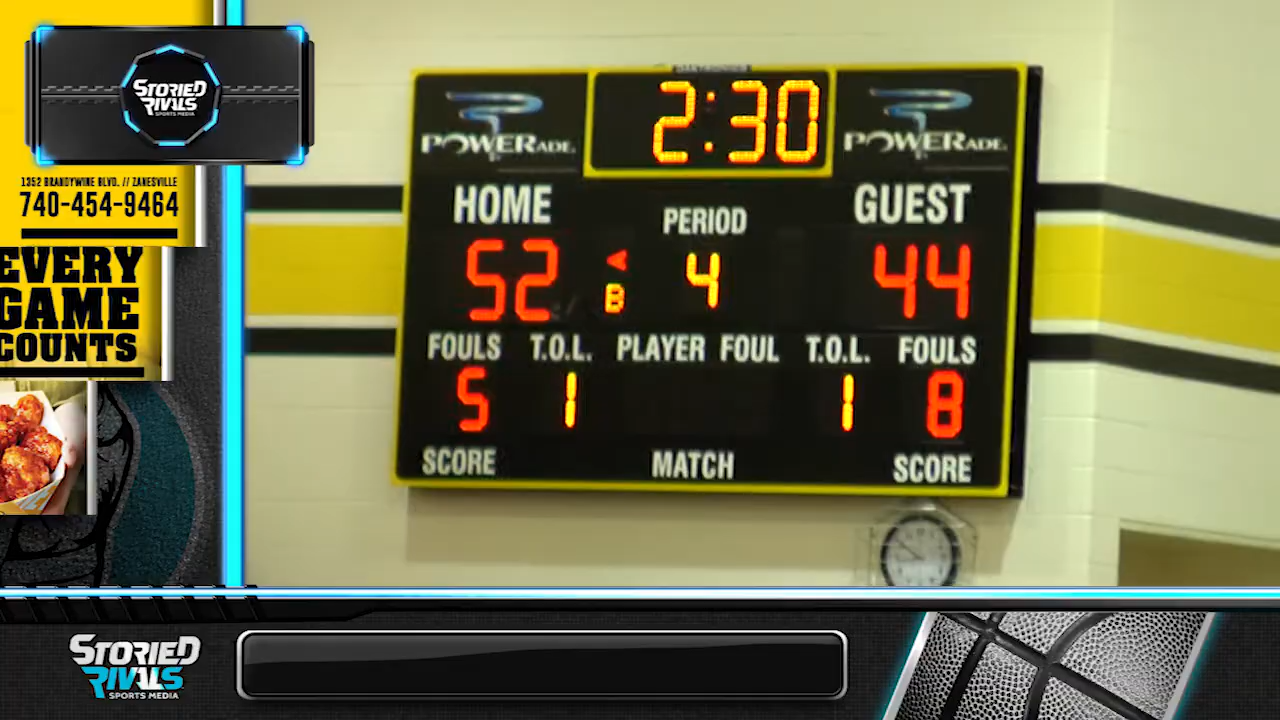 STORIED
RIVALS
SPORTS MEDIA
1352 BRANDYWINE BLVD. // ZANESVILLE
740-454-9464
EVERY
GAME
COUNTS
2:30
POWERADE.
POWERADE.
HOME
PERIOD
GUEST
52
B
4
44
FOULS
T.O.L.
PLAYER FOUL
T.O.L.
FOULS
5
1
1
8
SCORE
MATCH
SCORE
STORIED
RIVALS
SPORTS MEDIA